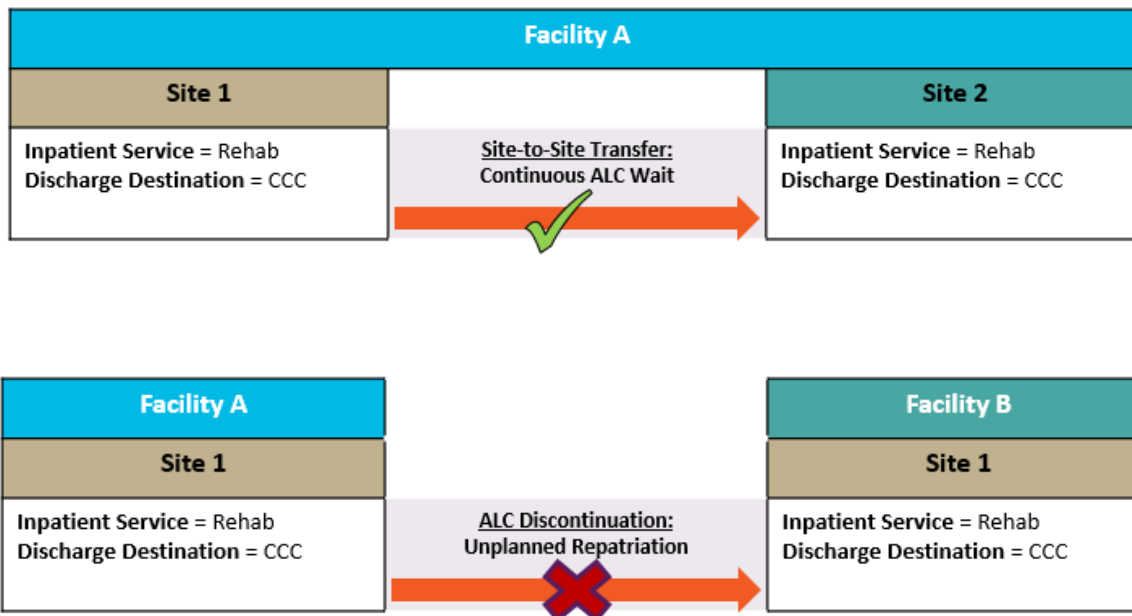 Facility A
Site 1
Site 2
Inpatient Service = Rehab
Discharge Destination = CCC
Site-to-Site Transfer:
Continuous ALC Wait
Inpatient Service = Rehab
Discharge Destination = CCC
Facility A
Facility B
Site 1
Site 1
Inpatient Service = Rehab
Discharge Destination = CCC
ALC Discontinuation:
Unplanned Repatriation
Inpatient Service = Rehab
Discharge Destination = CCC